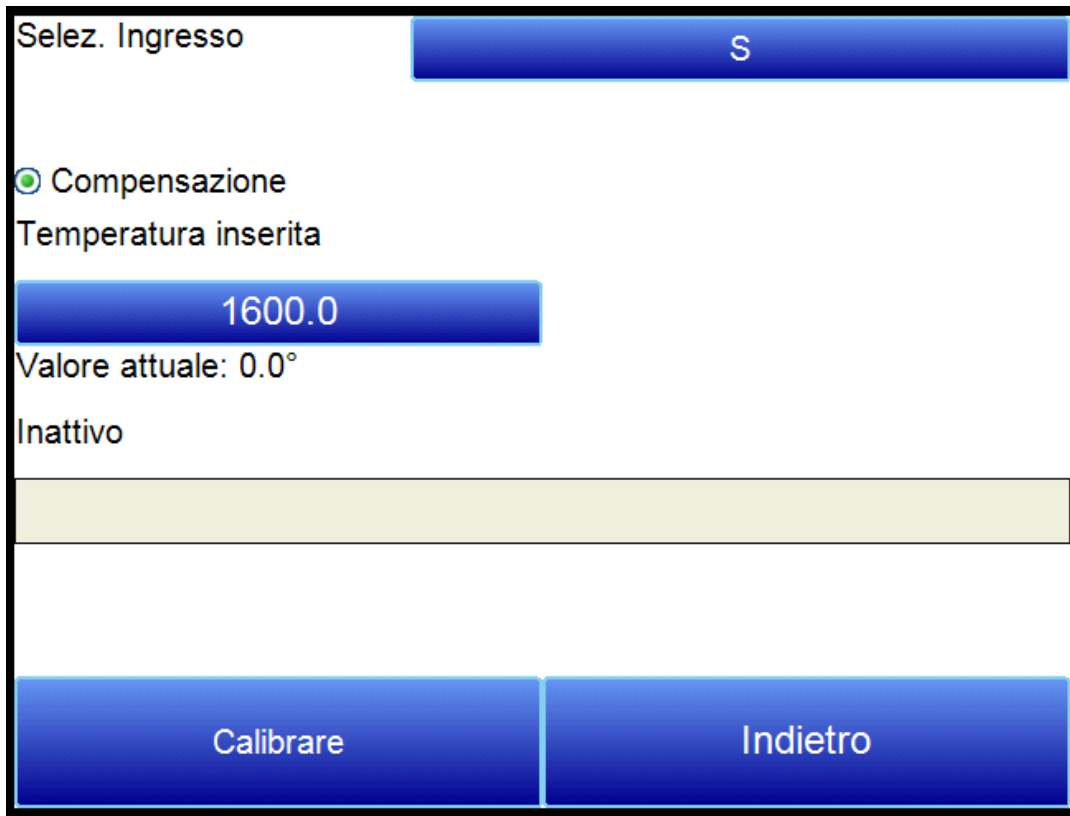 Selez. Ingresso
S
Compensazione
Temperatura inserita
1600.0
Valore attuale: 0.0°
Inattivo
Calibrare
Indietro